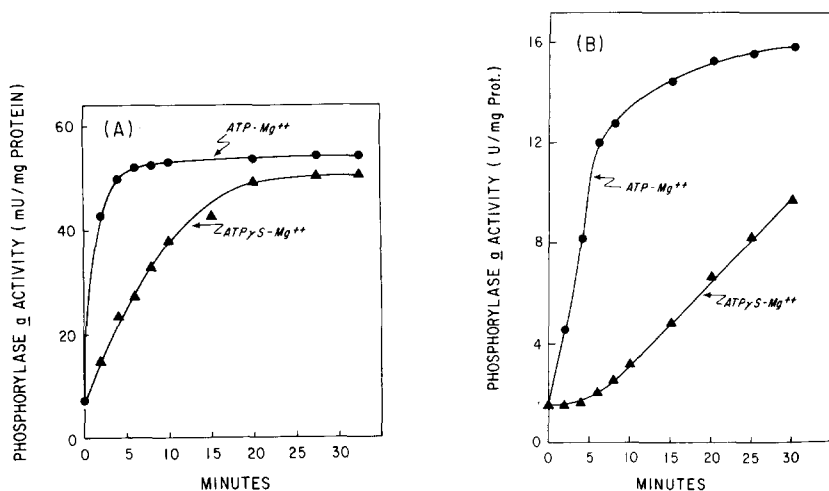 (A)
PHOSPHORYLASE a ACTIVITY (mU/mg PROTEIN)
60
40
20
0
ATP-Mg++
ATPγS-Mg++
0 5 10 15 20 25 30
MINUTES
(B)
PHOSPHORYLASE a ACTIVITY (U/mg Prot.)
16
12
8
4
0
ATP-Mg++
ATPγS-Mg++
0 5 10 15 20 25 30
MINUTES